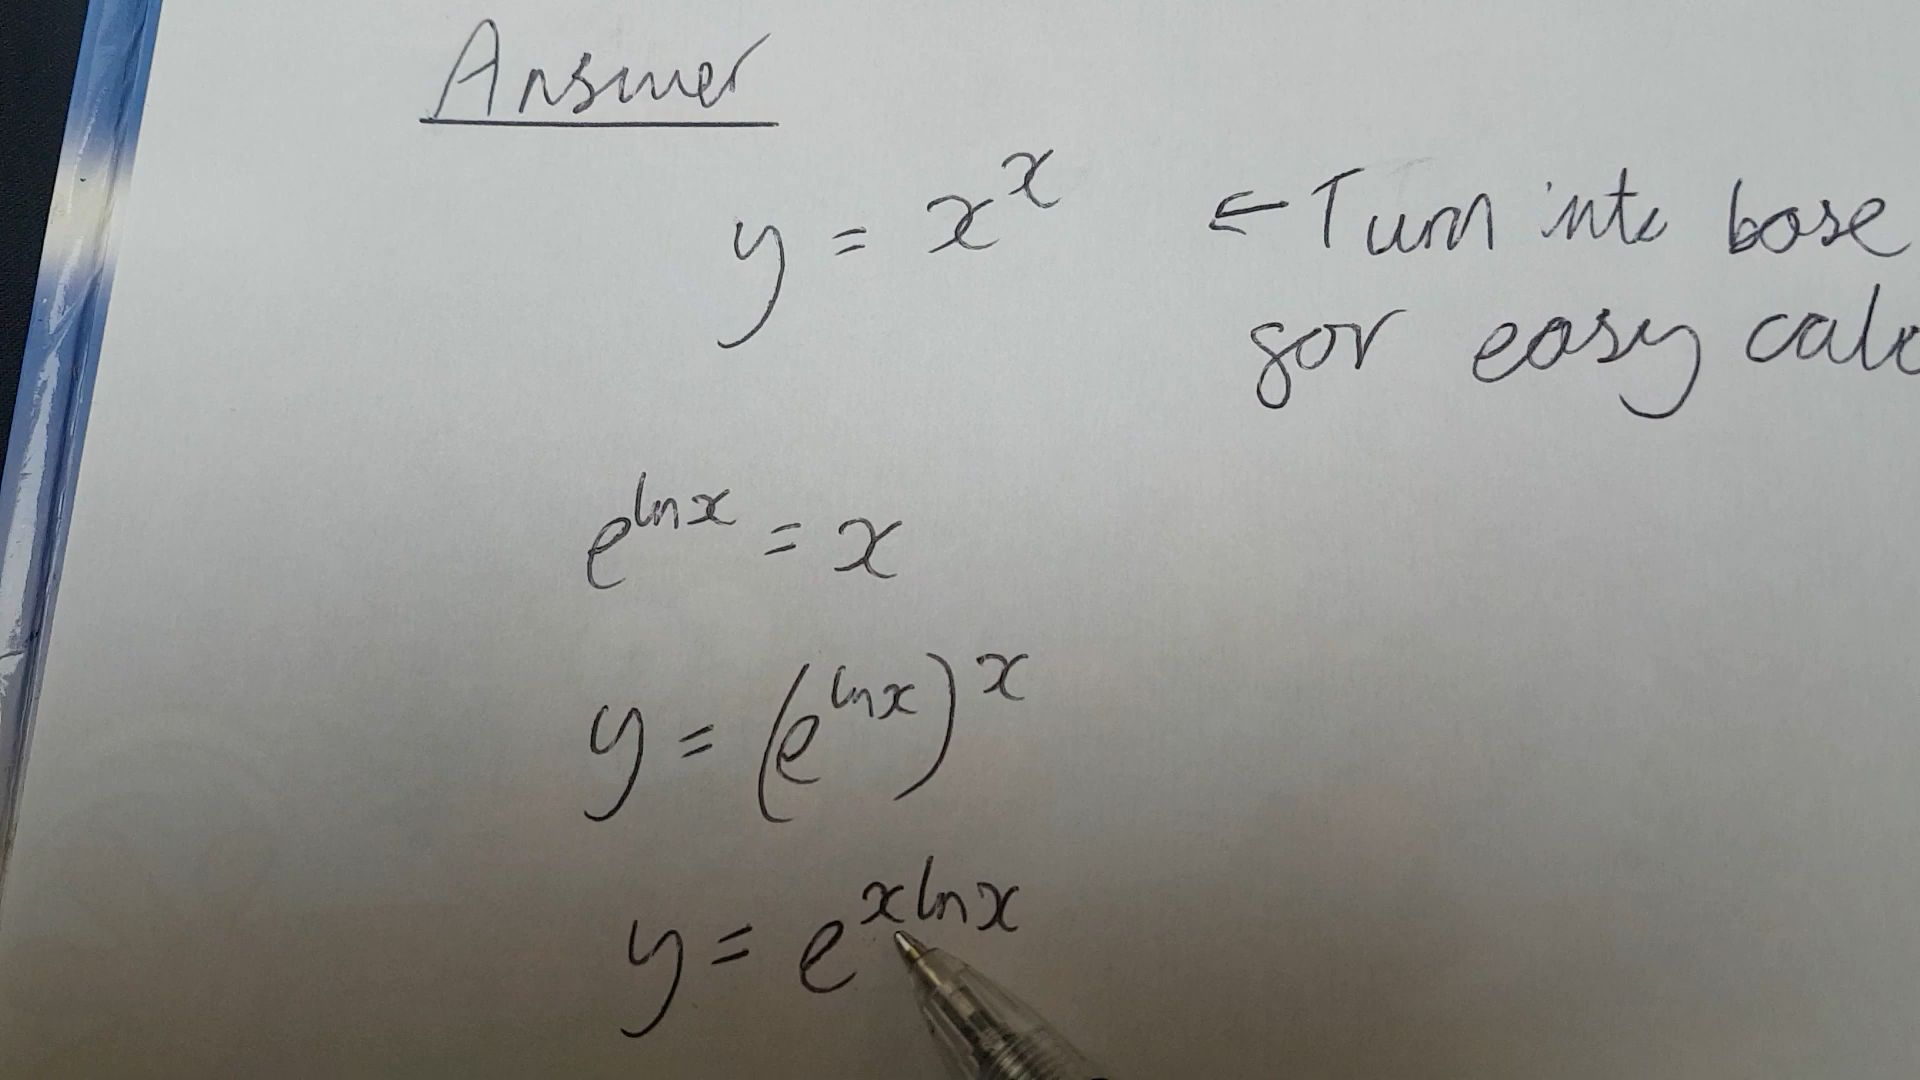 Answer
y = x^x ← Turn into base
for easy calc
e^{ln x} = x
y = (e^{ln x})^x
y = e^{x ln x}